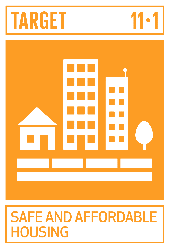 TARGET 11·1
SAFE AND AFFORDABLE
HOUSING